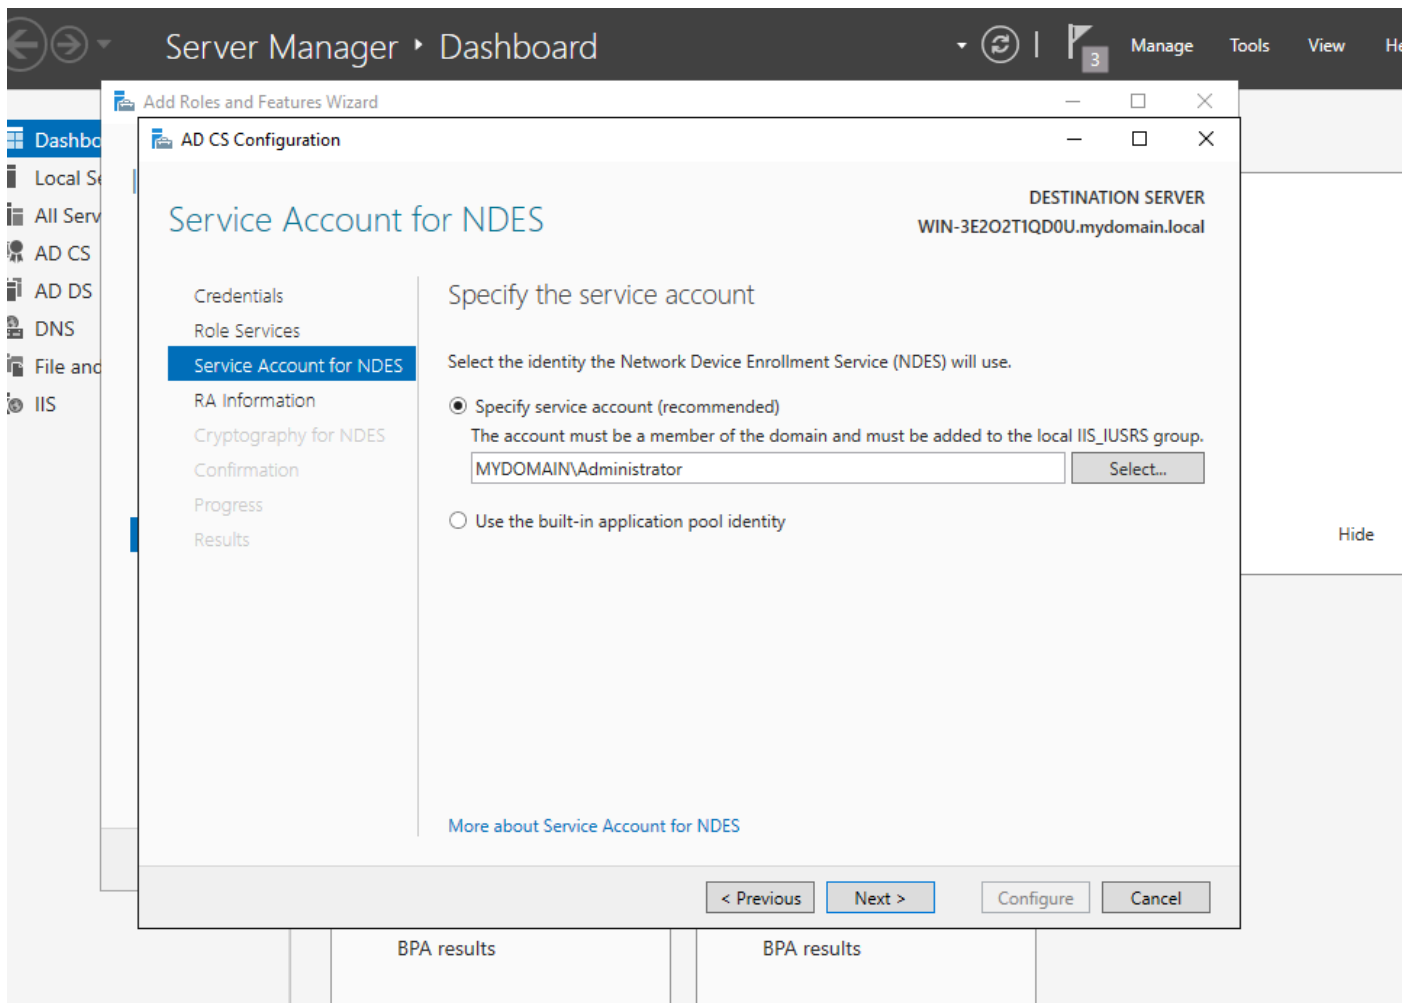 Server Manager ‣ Dashboard
3
Manage
Tools
View
He
Add Roles and Features Wizard
Dashbo
Local Se
All Serv
AD CS
AD DS
DNS
File and
IIS
AD CS Configuration
Service Account for NDES
DESTINATION SERVER
WIN-3E2O2T1QD0U.mydomain.local
Credentials
Role Services
Service Account for NDES
RA Information
Cryptography for NDES
Confirmation
Progress
Results
Specify the service account
Select the identity the Network Device Enrollment Service (NDES) will use.
Specify service account (recommended)
The account must be a member of the domain and must be added to the local IIS_IUSRS group.
MYDOMAIN\Administrator
Select...
Use the built-in application pool identity
More about Service Account for NDES
< Previous
Next >
Configure
Cancel
Hide
BPA results
BPA results